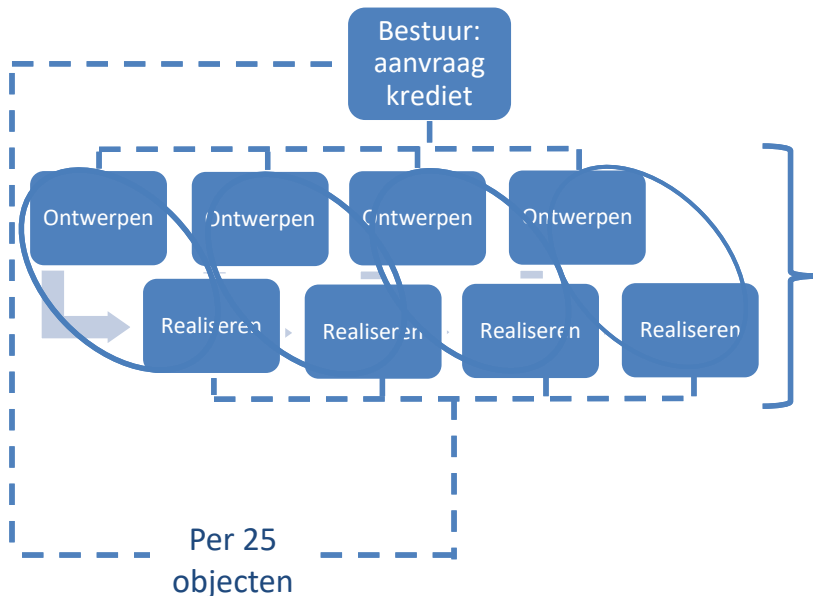 Bestuur:
aanvraag
krediet
Ontwerpen
Ontwerpen
Ontwerpen
Ontwerpen
Realiseren
Realiseren
Realiseren
Realiseren
Per 25
objecten